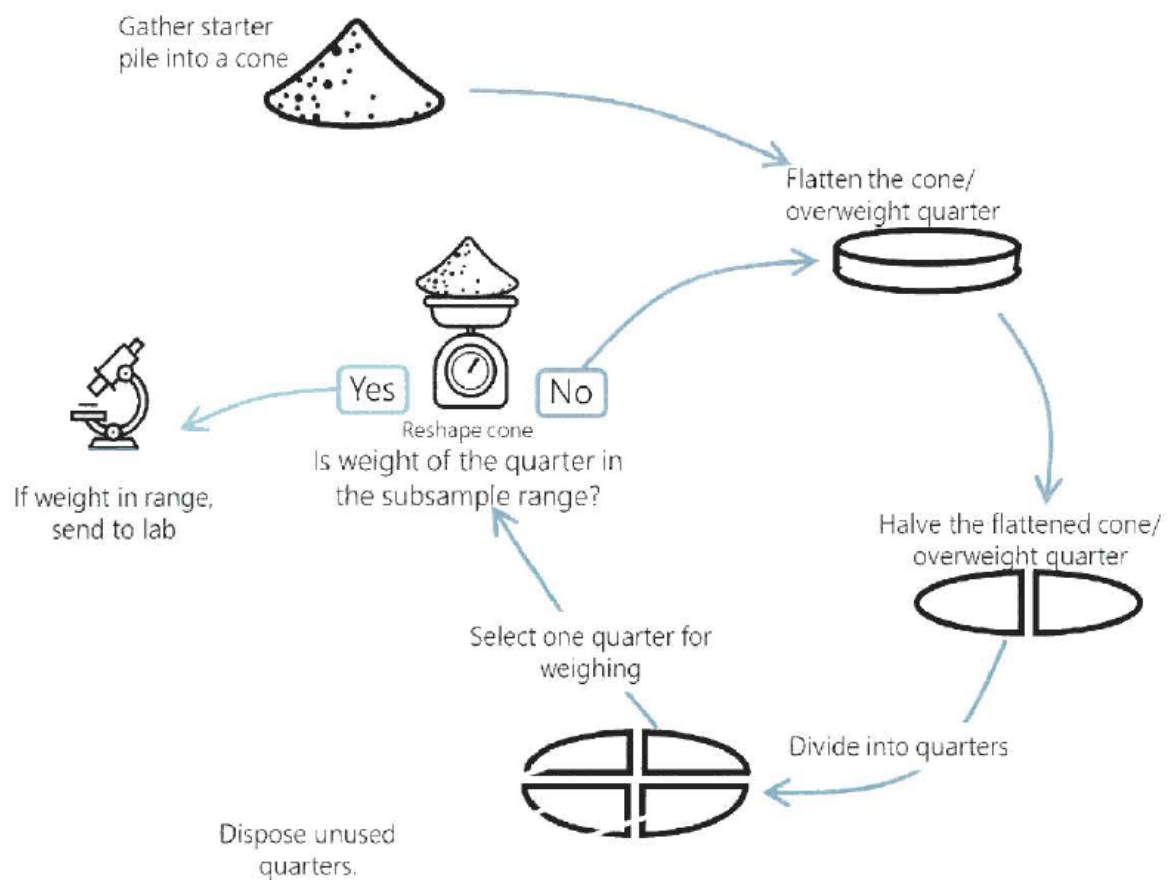 Gather starter
pile into a cone
Flatten the cone/
overweight quarter
Yes
No
Reshape cone
Is weight of the quarter in
the subsample range?
If weight in range,
send to lab
Halve the flattened cone/
overweight quarter
Select one quarter for
weighing
Divide into quarters
Dispose unused
quarters.